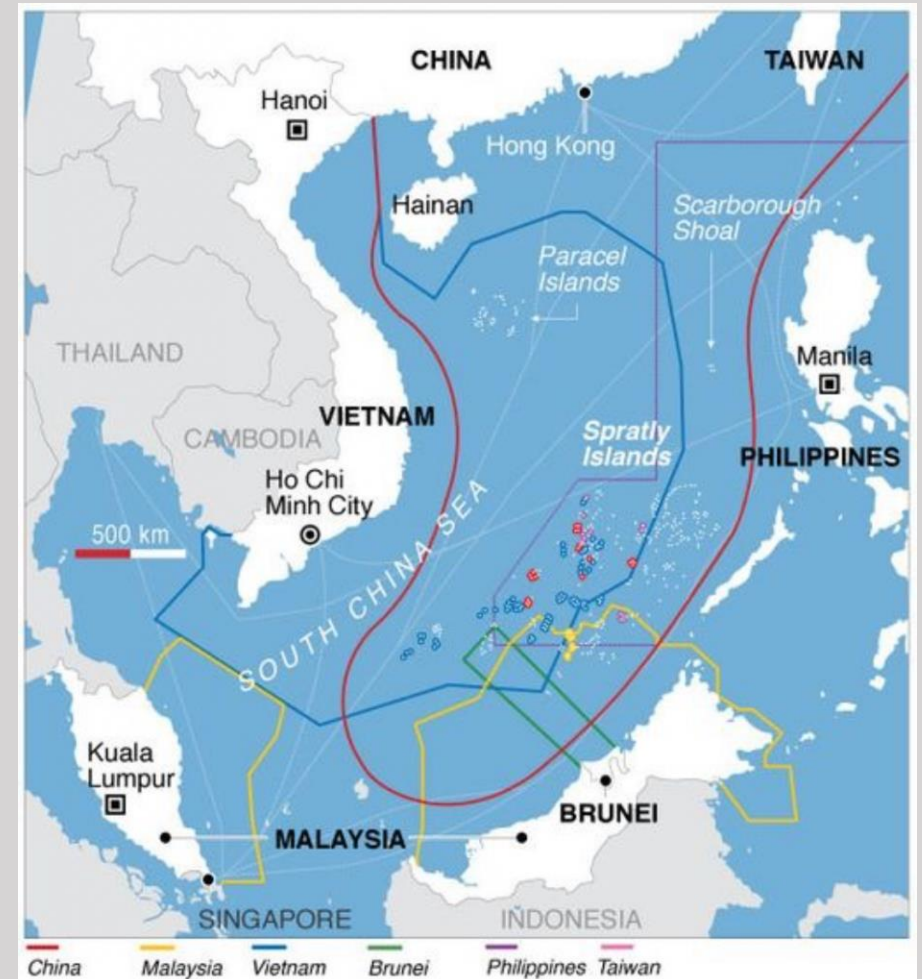 CHINA
TAIWAN
Hanoi
Hong Kong
Hainan
Scarborough
Shoal
Paracel
Islands
THAILAND
Manila
VIETNAM
CAMBODIA
Spratly
Islands
PHILIPPINES
Ho Chi
Minh City
500 km
SOUTH CHINA SEA
Kuala
Lumpur
BRUNEI
MALAYSIA
SINGAPORE
INDONESIA
China
Malaysia
Vietnam
Brunei
Philippines
Taiwan